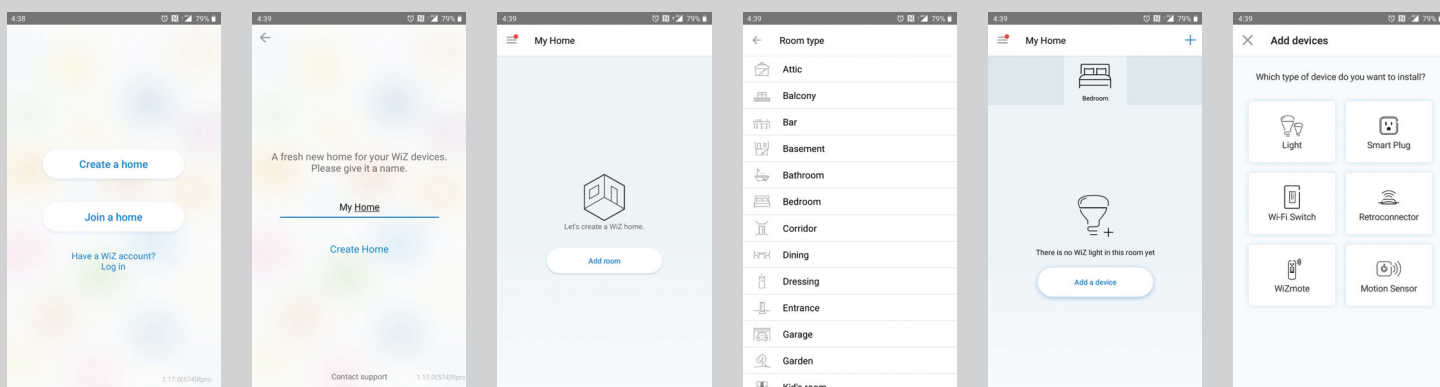 4:38
79%
Create a home
Join a home
Have a WiZ account?
Log in
1.17.0(574)Rpro
4:39
79%
A fresh new home for your WiZ devices.
Please give it a name.
My Home
Create Home
Contact support
1.17.0(574)Rpro
4:39
79%
My Home
Let's create a WiZ home.
Add room
4:39
79%
Room type
Attic
Balcony
Bar
Basement
Bathroom
Bedroom
Corridor
Dining
Dressing
Entrance
Garage
Garden
Kid's room
4:39
79%
My Home
Bedroom
There is no WiZ light in this room yet
Add a device
4:39
79%
Add devices
Which type of device do you want to install?
Light
Smart Plug
Wi-Fi Switch
Retroconnector
WiZmote
Motion Sensor